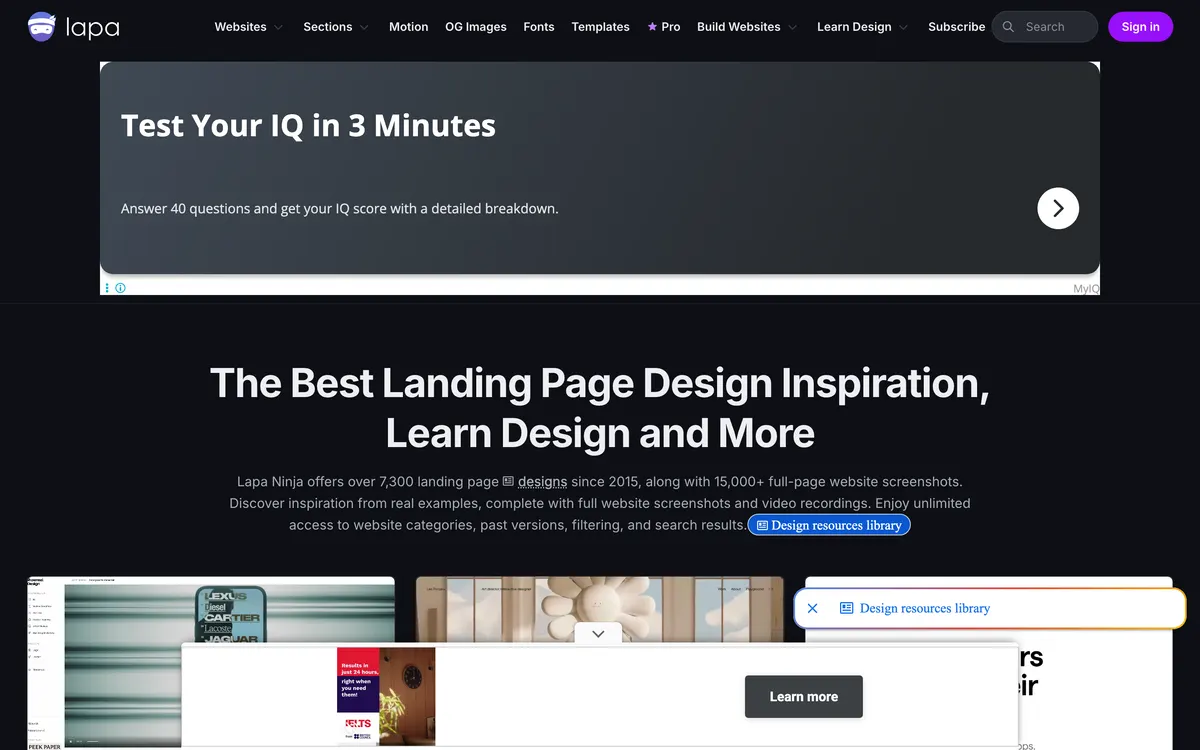 lapa
Websites
Sections
Motion
OG Images
Fonts
Templates
Pro
Build Websites
Learn Design
Subscribe
Search
Sign in
Test Your IQ in 3 Minutes
Answer 40 questions and get your IQ score with a detailed breakdown.
MyIQ
The Best Landing Page Design Inspiration,
Learn Design and More
Lapa Ninja offers over 7,300 landing page designs since 2015, along with 15,000+ full-page website screenshots.
Discover inspiration from real examples, complete with full website screenshots and video recordings. Enjoy unlimited
access to website categories, past versions, filtering, and search results. Design resources library
LEXUS
Diesel
CARTIER
Lacoste
JAGUAR
PEEK PAPER
Design resources library
rs
eir
ops.
Results in
just 24 hours,
right when
you need
them!
IELTS
Learn more